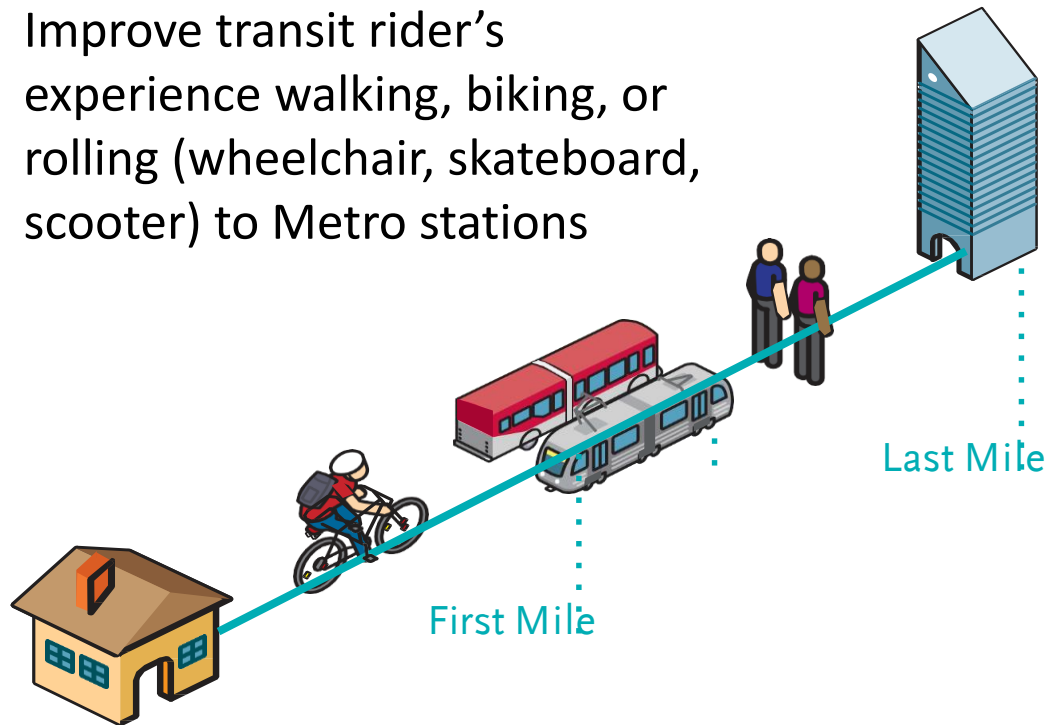 Improve transit rider’s
experience walking, biking, or
rolling (wheelchair, skateboard,
scooter) to Metro stations
Last Mile
First Mile